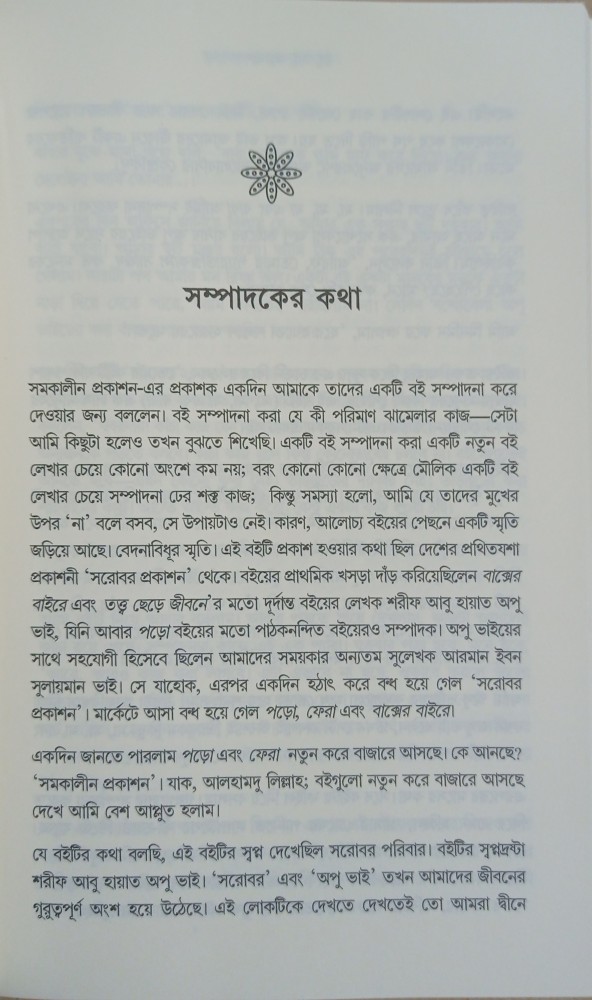 সম্পাদকের কথা
সমকালীন প্রকাশন-এর প্রকাশক একদিন আমাকে তাদের একটি বই সম্পাদনা করে
দেওয়ার জন্য বললেন। বই সম্পাদনা করা যে কী পরিমাণ ঝামেলার কাজ—সেটা
আমি কিছুটা হলেও তখন বুঝতে শিখেছি। একটি বই সম্পাদনা করা একটি নতুন বই
লেখার চেয়ে কোনো অংশে কম নয়; বরং কোনো কোনো ক্ষেত্রে মৌলিক একটি বই
লেখার চেয়ে সম্পাদনা ঢের শক্ত কাজ; কিন্তু সমস্যা হলো, আমি যে তাদের মুখের
উপর ‘না’ বলে বসব, সে উপায়টাও নেই। কারণ, আলোচ্য বইয়ের পেছনে একটি স্মৃতি
জড়িয়ে আছে। বেদনাবিধূর স্মৃতি। এই বইটি প্রকাশ হওয়ার কথা ছিল দেশের প্রথিতযশা
প্রকাশনী ‘সরোবর প্রকাশন’ থেকে। বইয়ের প্রাথমিক খসড়া দাঁড় করিয়েছিলেন বাক্সের
বাইরে এবং তত্ত্ব ছেড়ে জীবনে’র মতো দুর্দান্ত বইয়ের লেখক শরীফ আবু হায়াত অপু
ভাই, যিনি আবার পড়ো বইয়ের মতো পাঠকনন্দিত বইয়েরও সম্পাদক। অপু ভাইয়ের
সাথে সহযোগী হিসেবে ছিলেন আমাদের সময়কার অন্যতম সুলেখক আরমান ইবন
সুলায়মান ভাই। সে যাহোক, এরপর একদিন হঠাৎ করে বন্ধ হয়ে গেল ‘সরোবর
প্রকাশন’। মার্কেটে আসা বন্ধ হয়ে গেল পড়ো, ফেরা এবং বাক্সের বাইরে।
একদিন জানতে পারলাম পড়ো এবং ফেরা নতুন করে বাজারে আসছে। কে আনছে?
‘সমকালীন প্রকাশন’। যাক, আলহামদু লিল্লাহ; বইগুলো নতুন করে বাজারে আসছে
দেখে আমি বেশ আপ্লুত হলাম।
যে বইটির কথা বলছি, এই বইটির স্বপ্ন দেখেছিল সরোবর পরিবার। বইটির স্বপ্নদ্রষ্টা
শরীফ আবু হায়াত অপু ভাই। ‘সরোবর’ এবং ‘অপু ভাই’ তখন আমাদের জীবনের
গুরুত্বপূর্ণ অংশ হয়ে উঠেছে। এই লোকটিকে দেখতে দেখতেই তো আমরা দ্বীনে